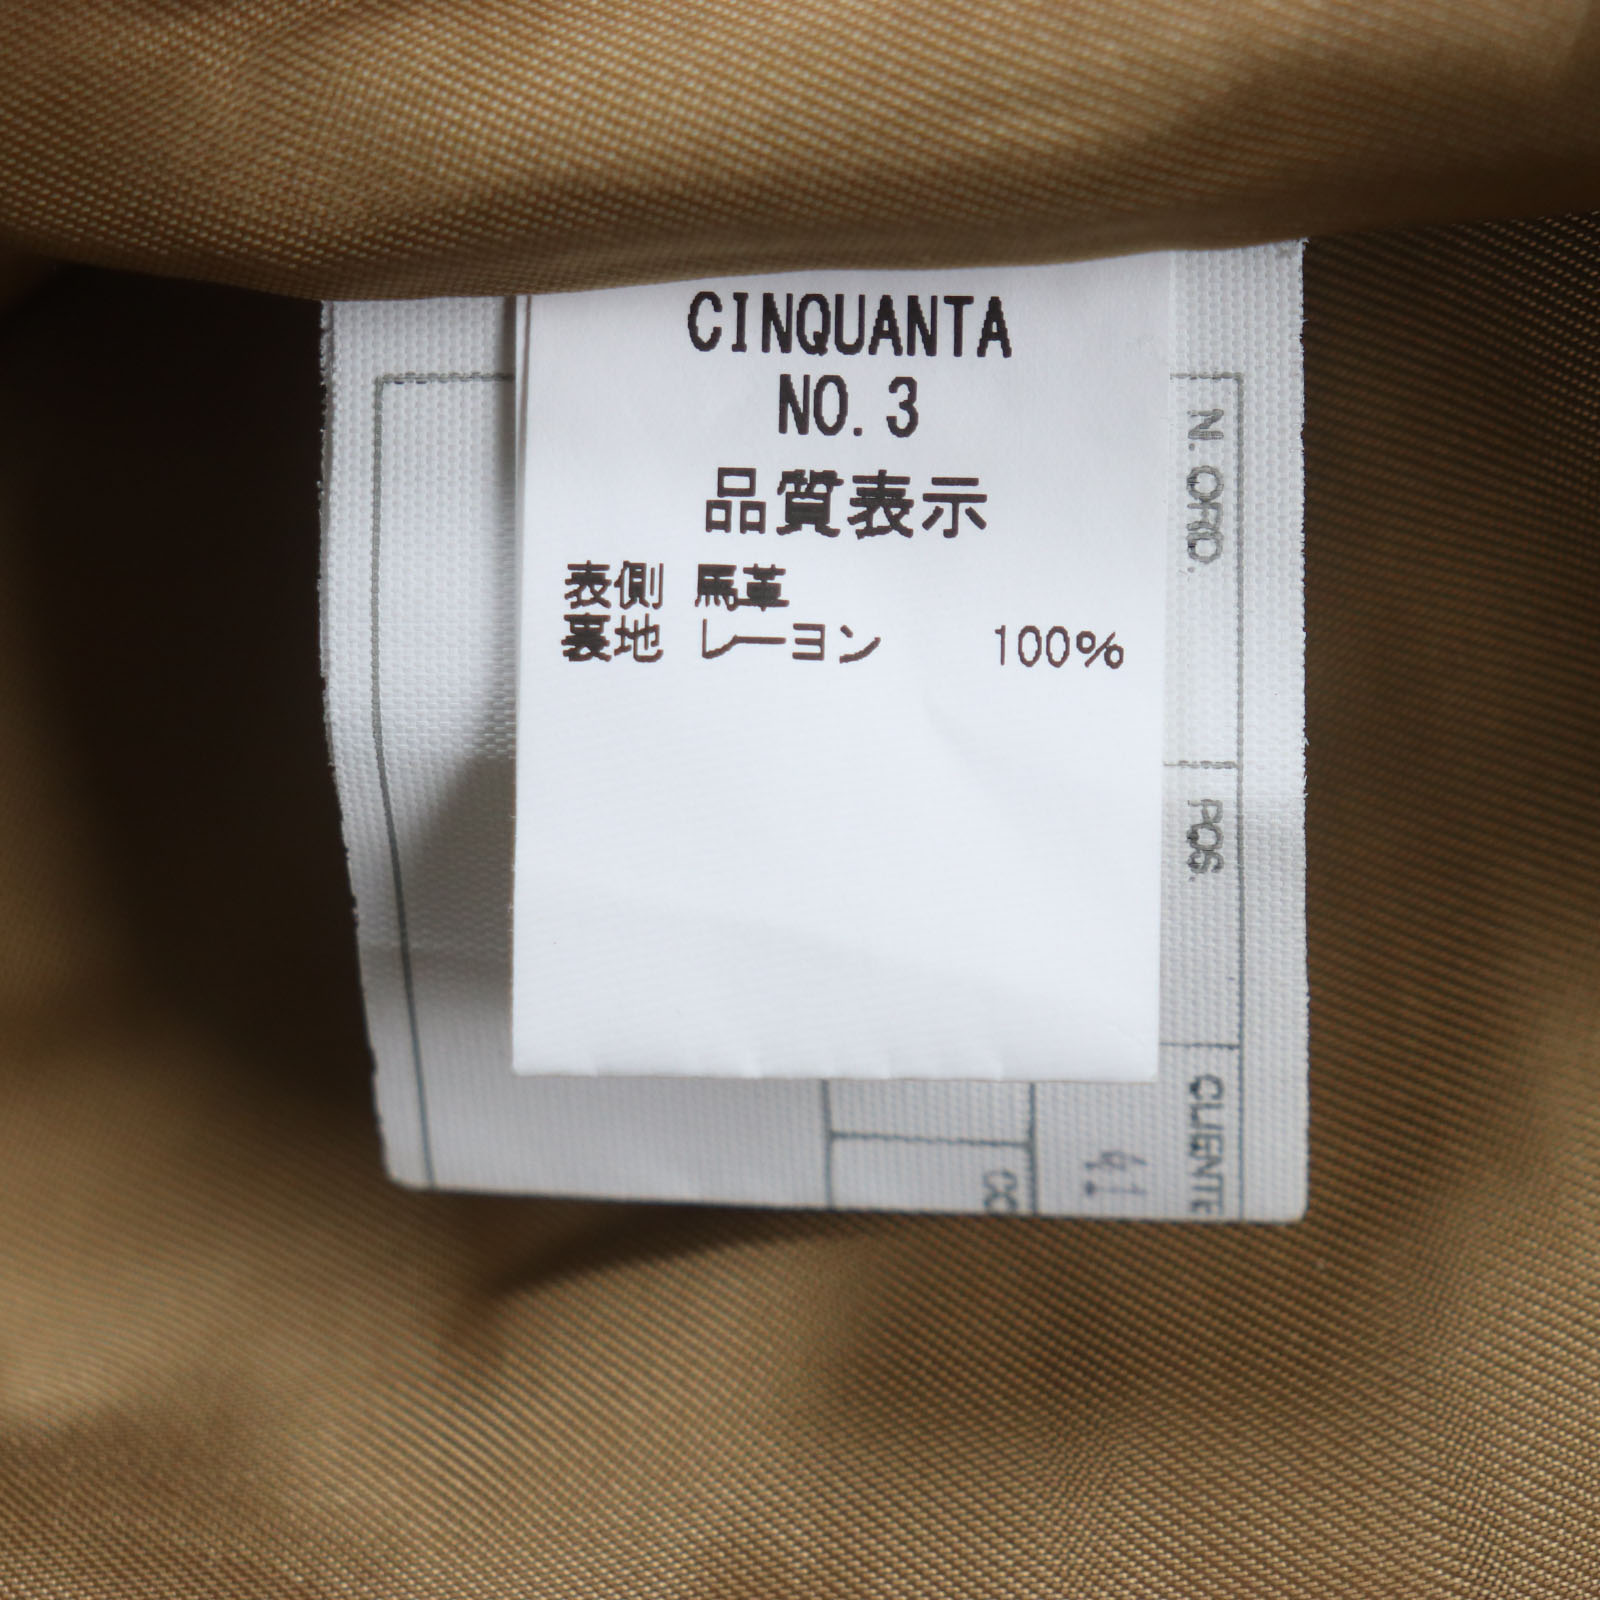 CINQUANTA
NO.3
品質表示
表側 馬革
裏地 レーヨン 100%
N. ORD.
POS.
CLIENTE